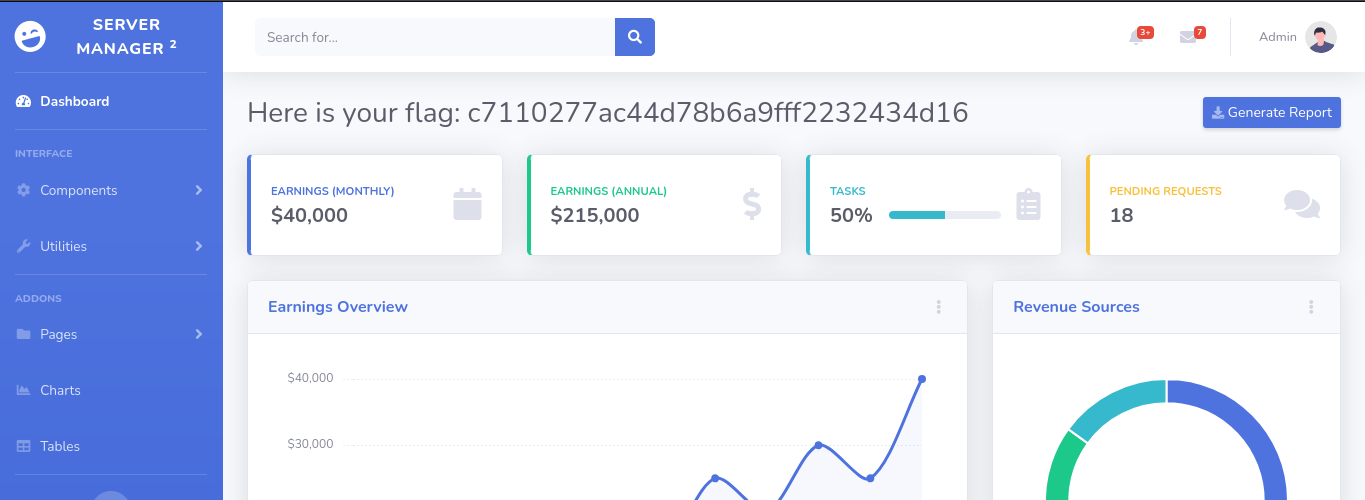 SERVER
MANAGER 2
Search for...
3+
7
Admin
Dashboard
Here is your flag: c7110277ac44d78b6a9fff2232434d16
Generate Report
INTERFACE
Components
Utilities
ADDONS
Pages
Charts
Tables
EARNINGS (MONTHLY)
$40,000
EARNINGS (ANNUAL)
$215,000
TASKS
50%
PENDING REQUESTS
18
Earnings Overview
$40,000
$30,000
Revenue Sources